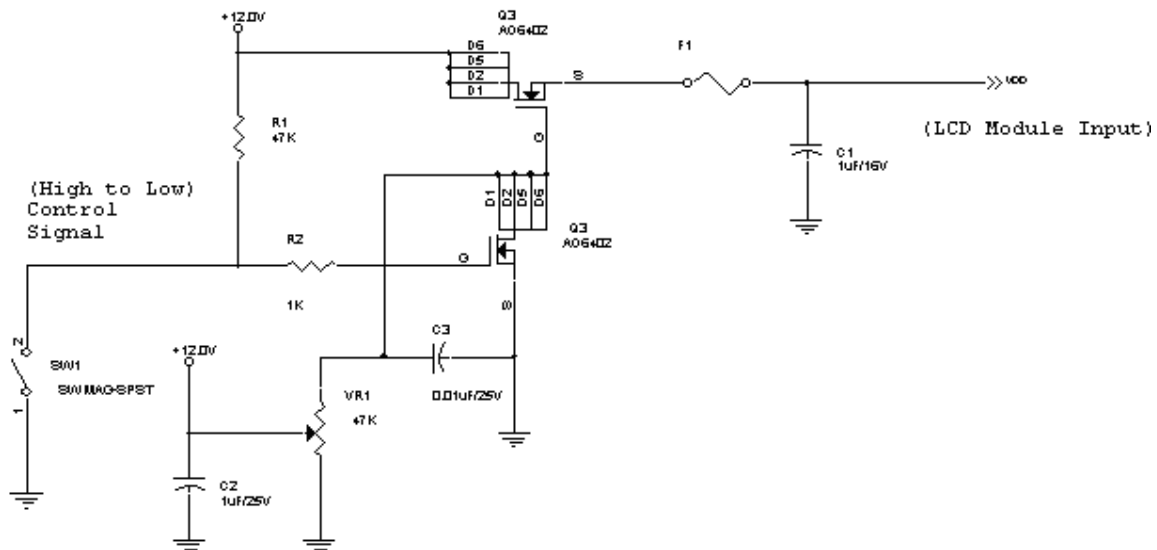 Q3
AO6402
+12.0V
F1
D6
D5
D2
D1
S
VDD
(LCD Module Input)
R1
47K
G
C1
1uF/16V
(High to Low)
Control
Signal
D1
D2
D5
D6
Q3
AO6402
R2
G
1K
S
C3
+12.0V
2
SW1
SW MAG-SPST
VR1
0.01uF/25V
47K
1
C2
1uF/25V